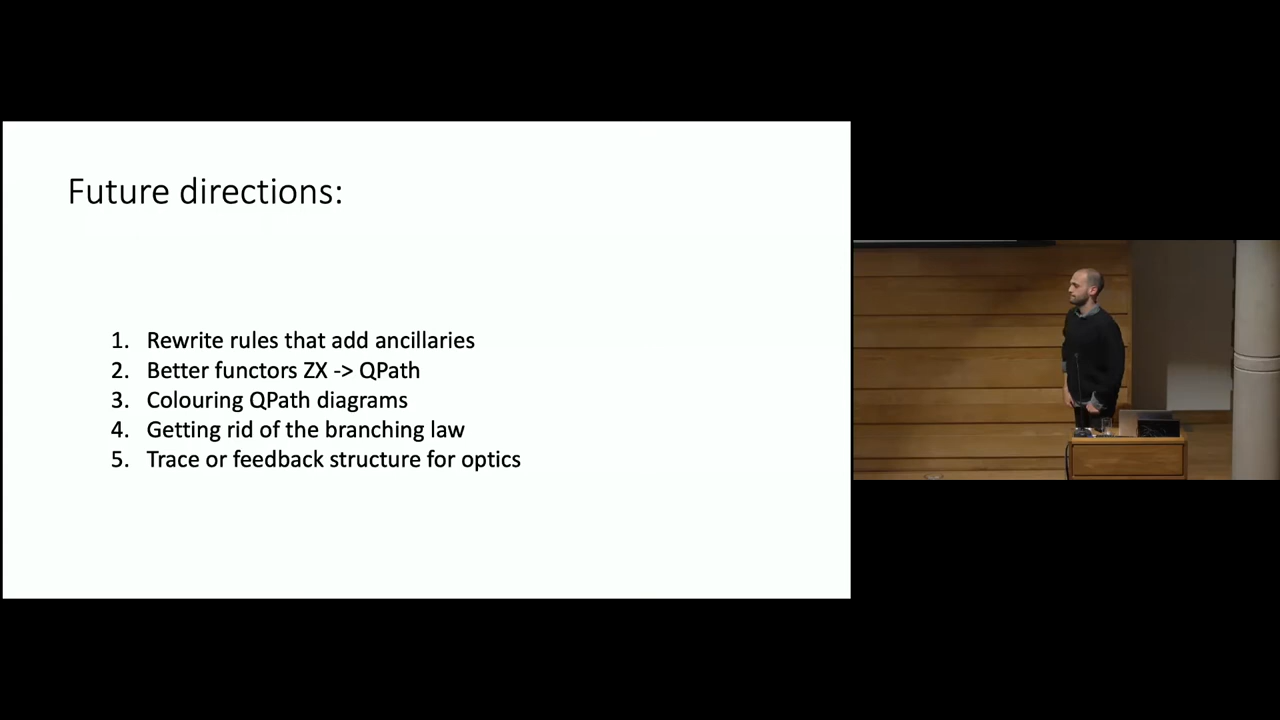 Future directions:
1. Rewrite rules that add ancillaries
2. Better functors ZX -> QPath
3. Colouring QPath diagrams
4. Getting rid of the branching law
5. Trace or feedback structure for optics